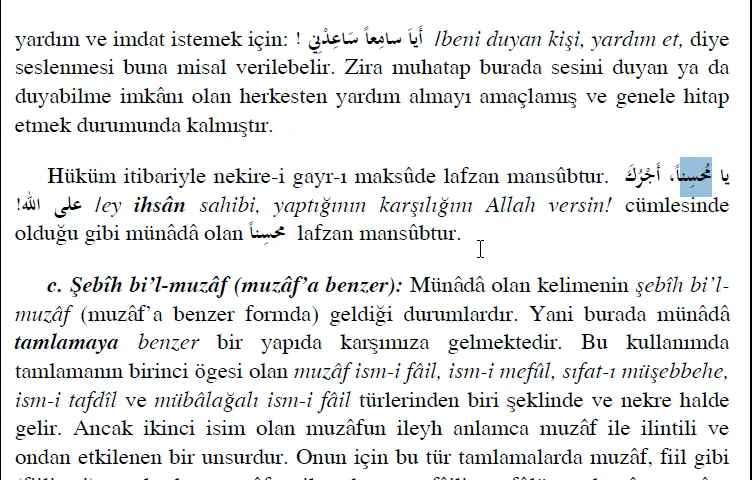 yardım ve imdat istemek için: ! أَياَ سامِعاً سَاعِدْنِي /beni duyan kişi, yardım et, diye
seslenmesi buna misal verilebilir. Zira muhatap burada sesini duyan ya da
duyabilme imkânı olan herkesten yardım almayı amaçlamış ve genele hitap
etmek durumunda kalmıştır.
Hüküm itibariyle nekire-i gayr-ı maksûde lafzan mansûbtur. يا مُحسِناً، أَجْرُكَ
على الله! /ey ihsân sahibi, yaptığının karşılığını Allah versin! cümlesinde
olduğu gibi münâdâ olan محسِناً lafzan mansûbtur.
c. Şebîh bi’l-muzâf (muzâf’a benzer): Münâdâ olan kelimenin şebîh bi’l-
muzâf (muzâf’a benzer formda) geldiği durumlardır. Yani burada münâdâ
tamlamaya benzer bir yapıda karşımıza gelmektedir. Bu kullanımda
tamlamanın birinci ögesi olan muzâf ism-i fâil, ism-i mefûl, sıfat-ı müşebbehe,
ism-i tafdîl ve mübâlağalı ism-i fâil türlerinden biri şeklinde ve nekre halde
gelir. Ancak ikinci isim olan muzâfun ileyh anlamca muzâf ile ilintili ve
ondan etkilenen bir unsurdur. Onun için bu tür tamlamalarda muzâf, fiil gibi